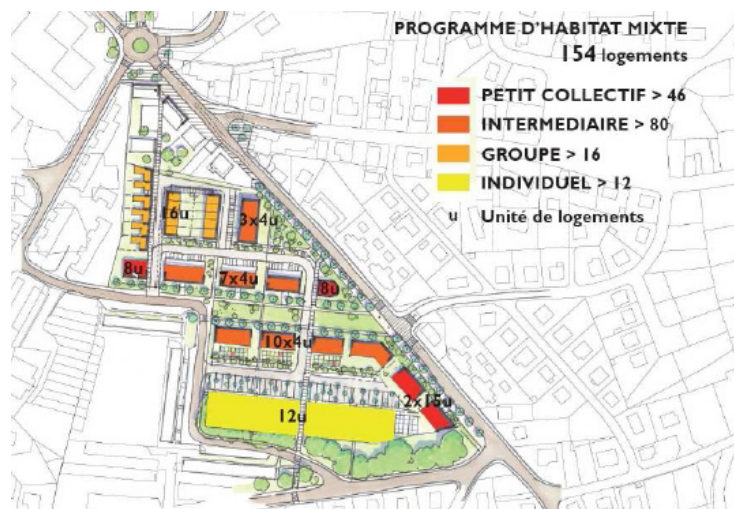 PROGRAMME D'HABITAT MIXTE
154 logements
PETIT COLLECTIF > 46
INTERMEDIAIRE > 80
GROUPE > 16
INDIVIDUEL > 12
u Unité de logements
16u
3x4u
8u
7x4u
8u
10x4u
2x15u
12u